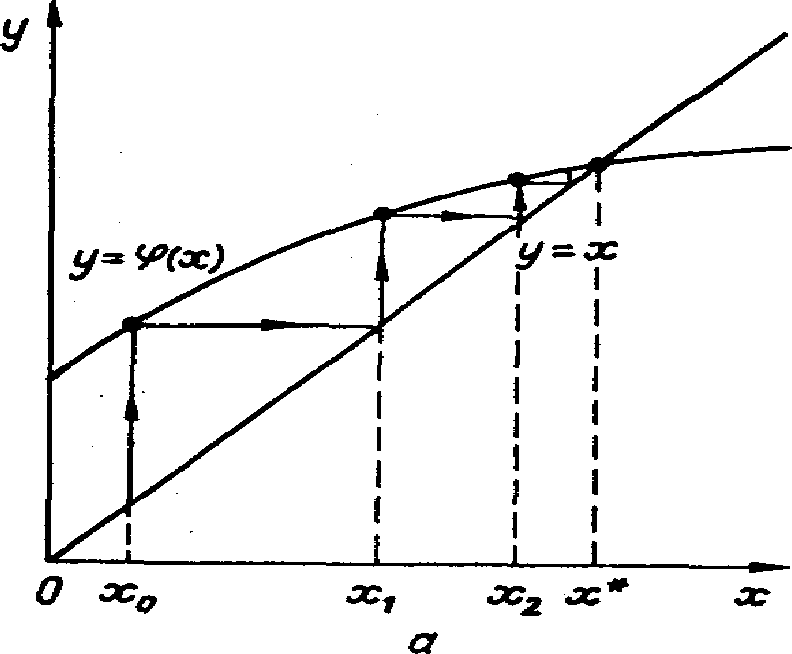 y
y = φ(x)
y = x
0 x₀ x₁ x₂ x* x
a